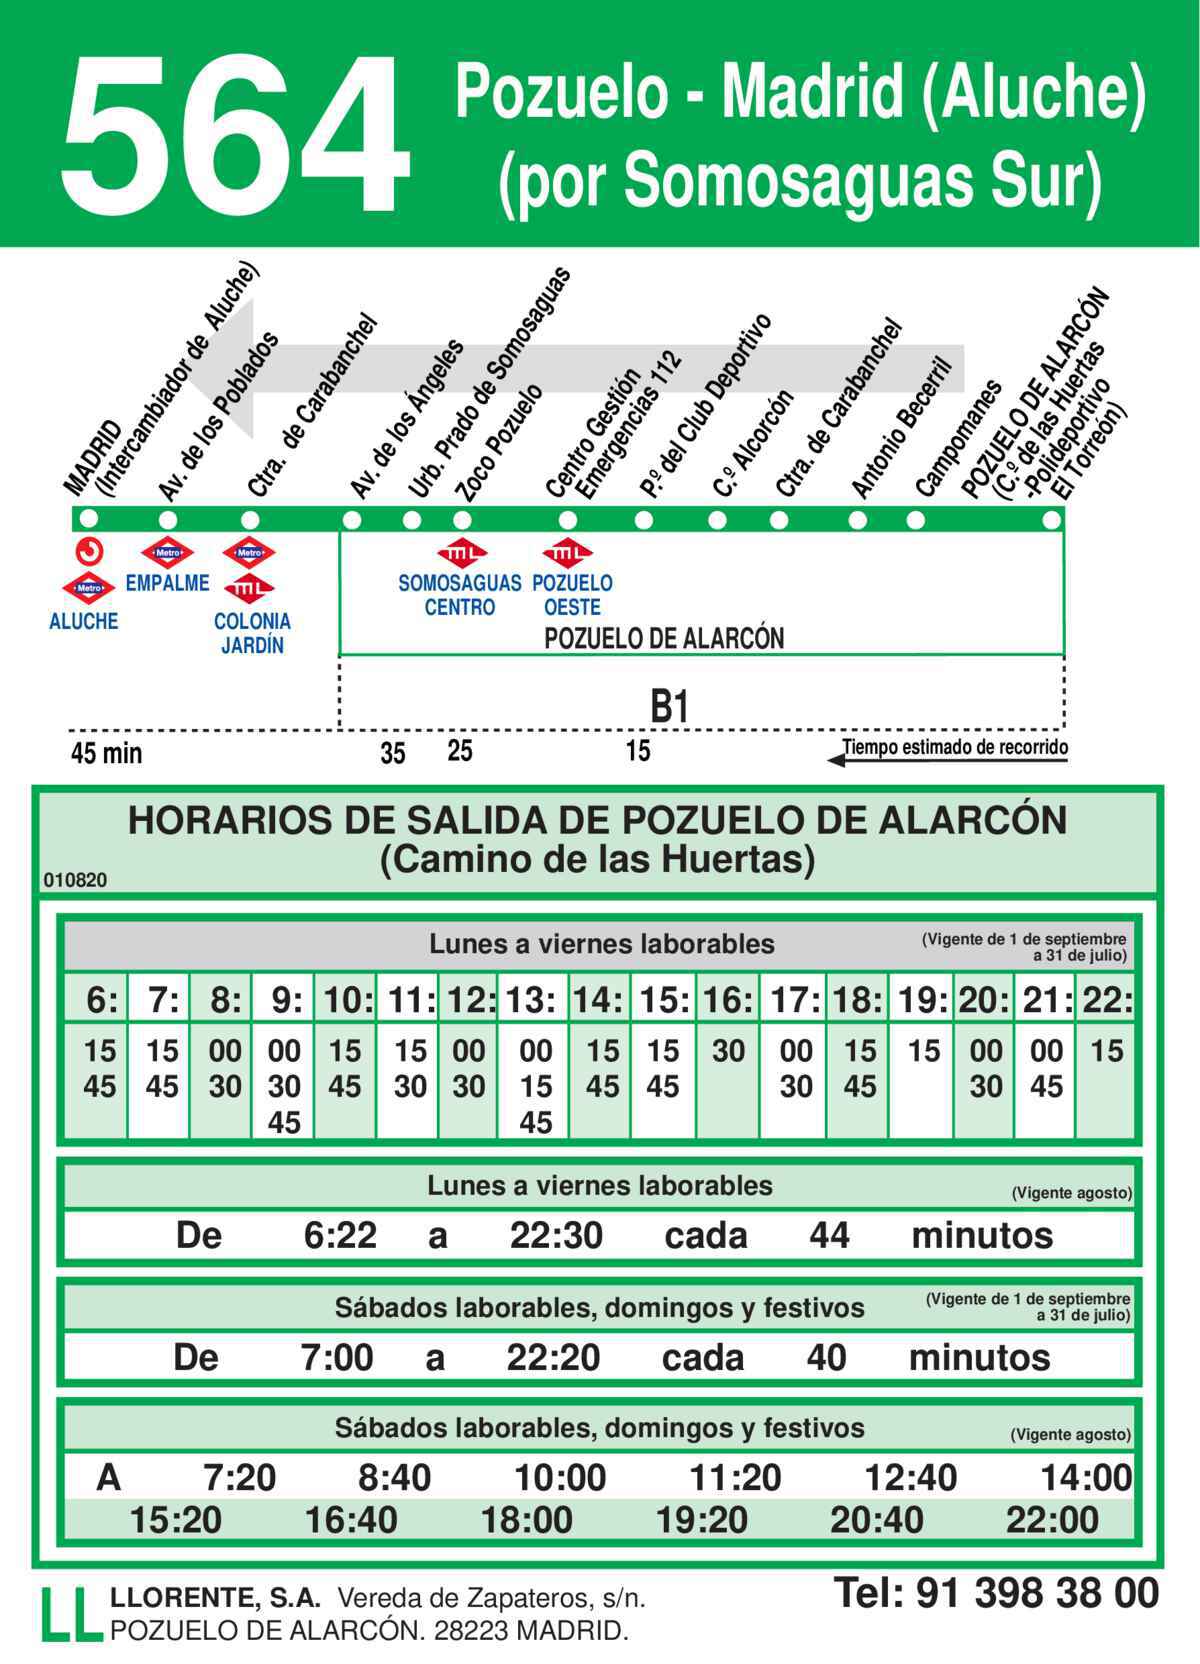 564
Pozuelo - Madrid (Aluche)
(por Somosaguas Sur)
MADRID
(Intercambiador de Aluche)
Av. de los Poblados
Ctra. de Carabanchel
Av. de los Ángeles
Urb. Prado de Somosaguas
Zoco Pozuelo
Centro Gestión
Emergencias 112
P.º del Club Deportivo
C.º Alcorcón
Ctra. de Carabanchel
Antonio Becerril
Campomanes
POZUELO DE ALARCÓN
(C.º de las Huertas
-Polideportivo
El Torreón)
Metro
Metro
ML
ML
Metro
EMPALME
ML
SOMOSAGUAS
CENTRO
POZUELO
OESTE
ALUCHE
COLONIA
JARDÍN
POZUELO DE ALARCÓN
B1
45 min
35
25
15
Tiempo estimado de recorrido
HORARIOS DE SALIDA DE POZUELO DE ALARCÓN
(Camino de las Huertas)
010820
Lunes a viernes laborables
(Vigente de 1 de septiembre
a 31 de julio)
6: 7: 8: 9: 10: 11: 12: 13: 14: 15: 16: 17: 18: 19: 20: 21: 22:
15 15 00 00 15 15 00 00 15 15 30 00 15 15 00 00 15
45 45 30 30 45 30 30 15 45 45 30 45 30 45
45 45
Lunes a viernes laborables
(Vigente agosto)
De 6:22 a 22:30 cada 44 minutos
Sábados laborables, domingos y festivos
(Vigente de 1 de septiembre
a 31 de julio)
De 7:00 a 22:20 cada 40 minutos
Sábados laborables, domingos y festivos
(Vigente agosto)
A 7:20 8:40 10:00 11:20 12:40 14:00
15:20 16:40 18:00 19:20 20:40 22:00
LL
LLORENTE, S.A. Vereda de Zapateros, s/n.
POZUELO DE ALARCÓN. 28223 MADRID.
Tel: 91 398 38 00